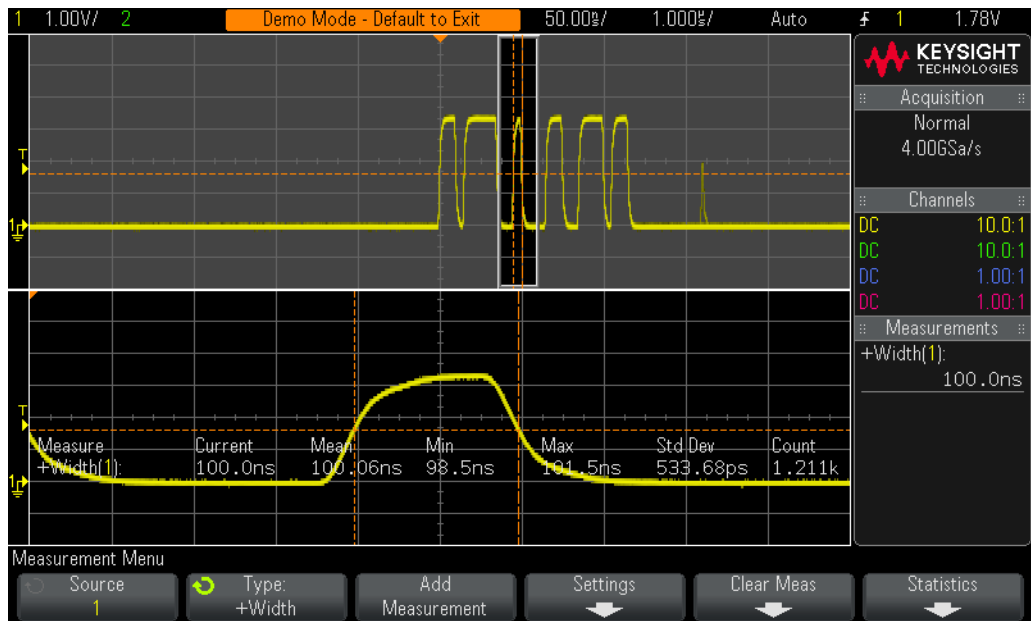 1 1.00V/ 2 Demo Mode - Default to Exit 50.00s/ 1.000s/ Auto 1 1.78V
KEYSIGHT
TECHNOLOGIES
Acquisition
Normal
4.00GSa/s
Channels
DC 10.0:1
DC 10.0:1
DC 1.00:1
DC 1.00:1
Measurements
+Width(1):
100.0ns
T
1
T
Measure Current Mean Min Max Std Dev Count
+Width(1): 100.0ns 100.06ns 98.5ns 101.5ns 533.68ps 1.211k
1
Measurement Menu
Source Type: Add Settings Clear Meas Statistics
1 +Width Measurement